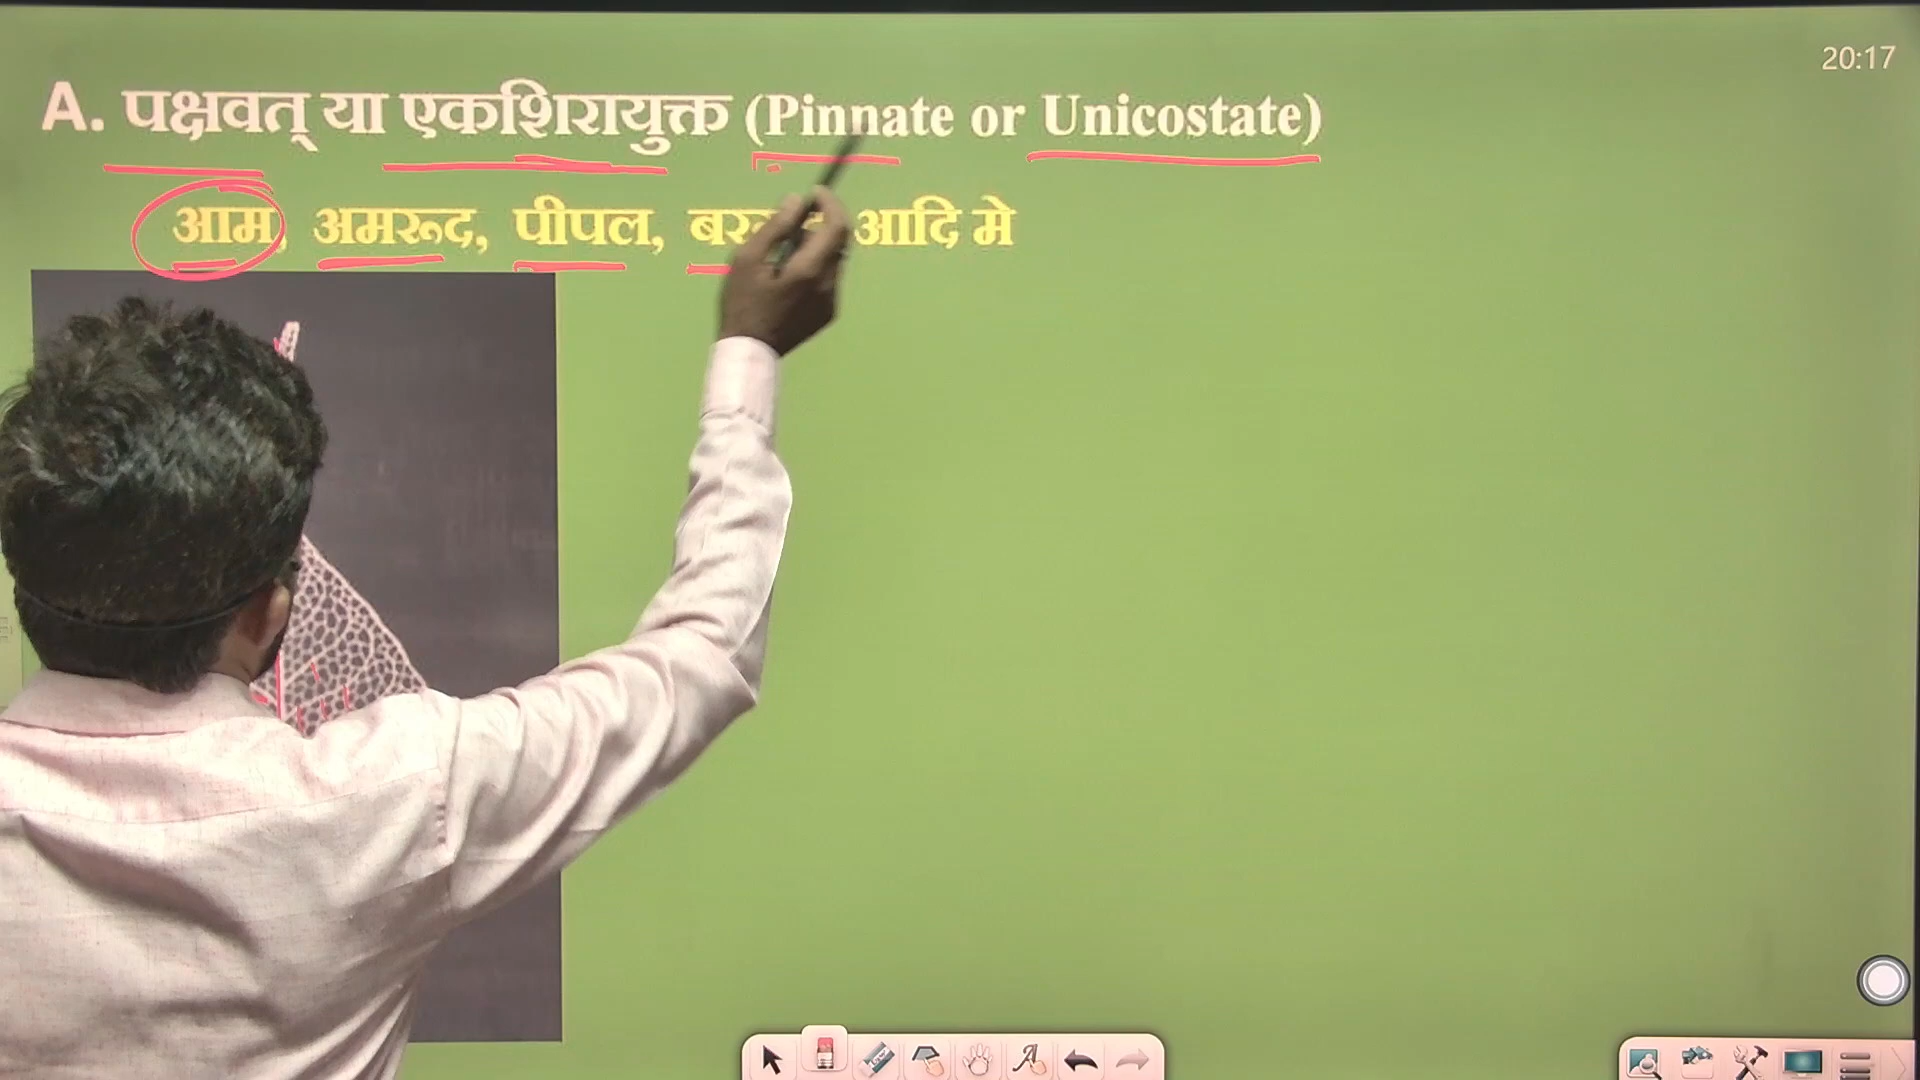 20:17
A. पक्षवत् या एकशिरायुक्त (Pinnate or Unicostate)
आम, अमरूद, पीपल, आदि मे